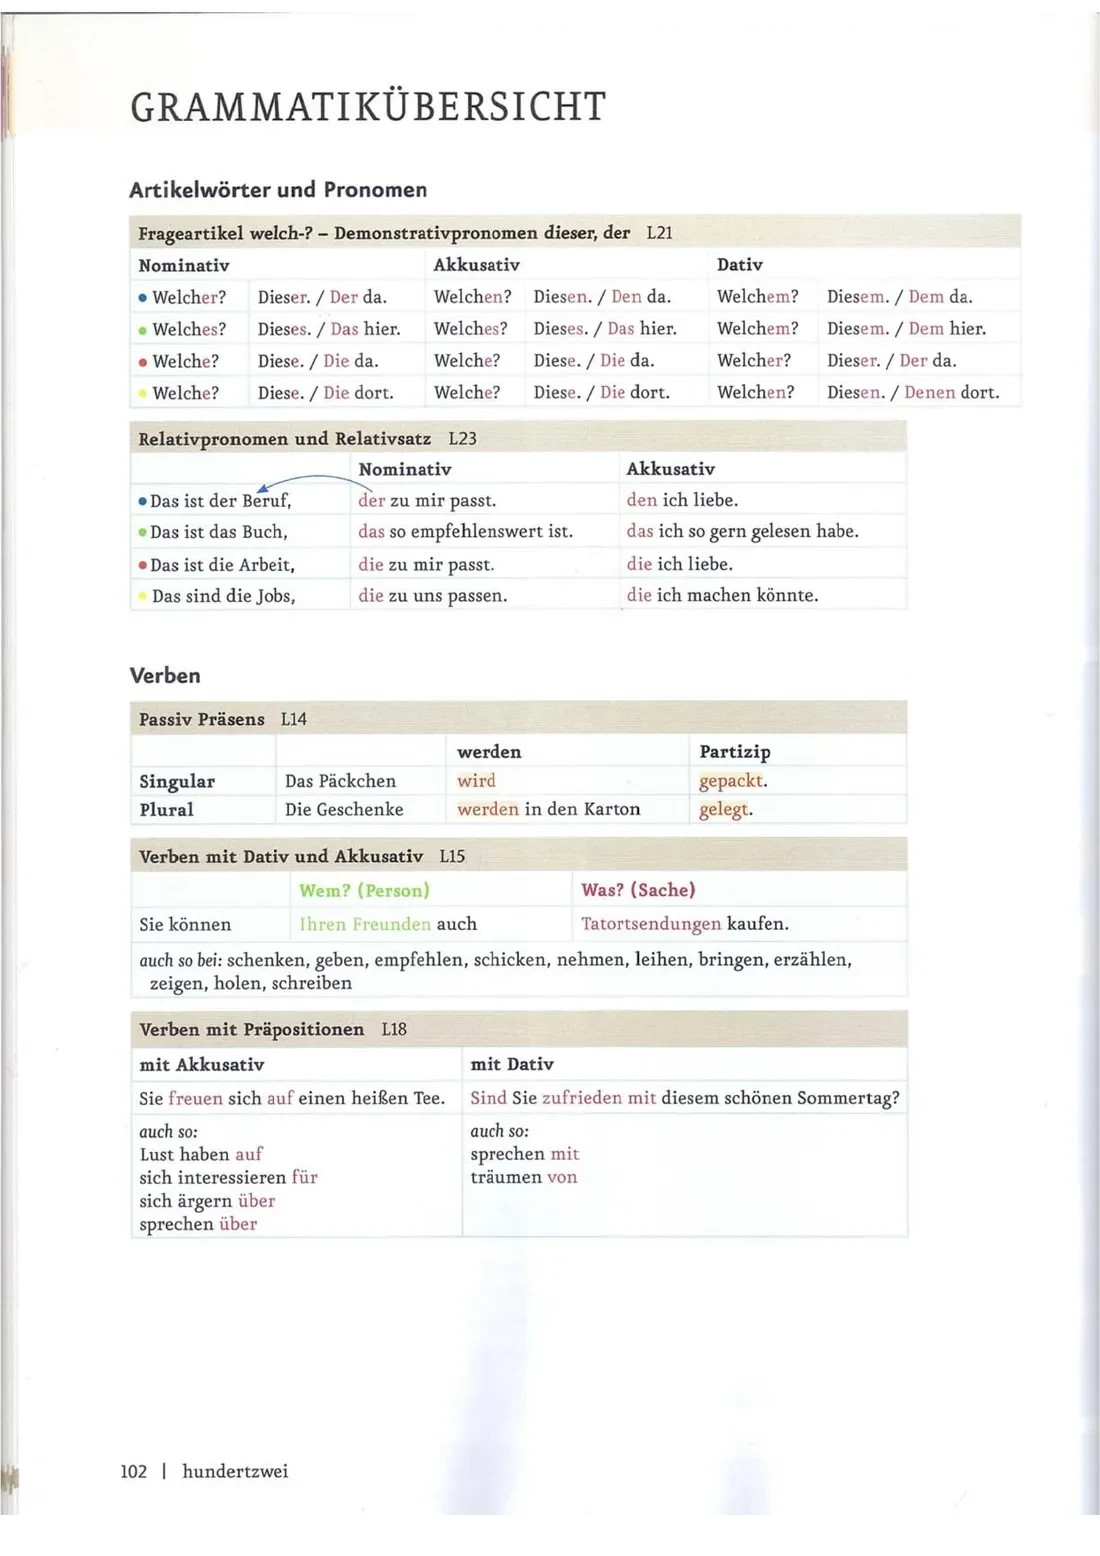 GRAMMATIKÜBERSICHT
Artikelwörter und Pronomen
Frageartikel welch-? – Demonstrativpronomen dieser, der L21
Nominativ Akkusativ Dativ
• Welcher? Dieser. / Der da. Welchen? Diesen. / Den da. Welchem? Diesem. / Dem da.
• Welches? Dieses. / Das hier. Welches? Dieses. / Das hier. Welchem? Diesem. / Dem hier.
• Welche? Diese. / Die da. Welche? Diese. / Die da. Welcher? Dieser. / Der da.
• Welche? Diese. / Die dort. Welche? Diese. / Die dort. Welchen? Diesen. / Denen dort.
Relativpronomen und Relativsatz L23
Nominativ Akkusativ
• Das ist der Beruf, der zu mir passt. den ich liebe.
• Das ist das Buch, das so empfehlenswert ist. das ich so gern gelesen habe.
• Das ist die Arbeit, die zu mir passt. die ich liebe.
• Das sind die Jobs, die zu uns passen. die ich machen könnte.
Verben
Passiv Präsens L14
werden Partizip
Singular Das Päckchen wird gepackt.
Plural Die Geschenke werden in den Karton gelegt.
Verben mit Dativ und Akkusativ L15
Wem? (Person) Was? (Sache)
Sie können Ihren Freunden auch Tatortsendungen kaufen.
auch so bei: schenken, geben, empfehlen, schicken, nehmen, leihen, bringen, erzählen,
zeigen, holen, schreiben
Verben mit Präpositionen L18
mit Akkusativ mit Dativ
Sie freuen sich auf einen heißen Tee. Sind Sie zufrieden mit diesem schönen Sommertag?
auch so: auch so:
Lust haben auf sprechen mit
sich interessieren für träumen von
sich ärgern über
sprechen über
102 | hundertzwei